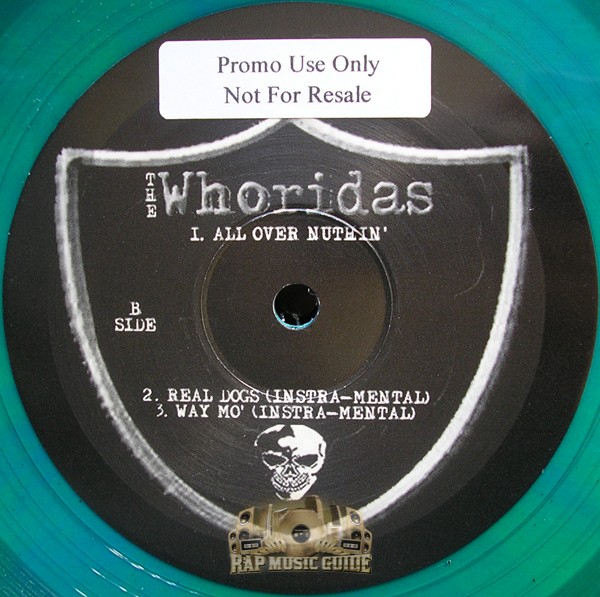 Promo Use Only
Not For Resale
THE Whoridas
1. ALL OVER NUTHIN'
B
SIDE
2. REAL DOGS (INSTRA-MENTAL)
3. WAY MO' (INSTRA-MENTAL)
RAP MUSIC GUIDE